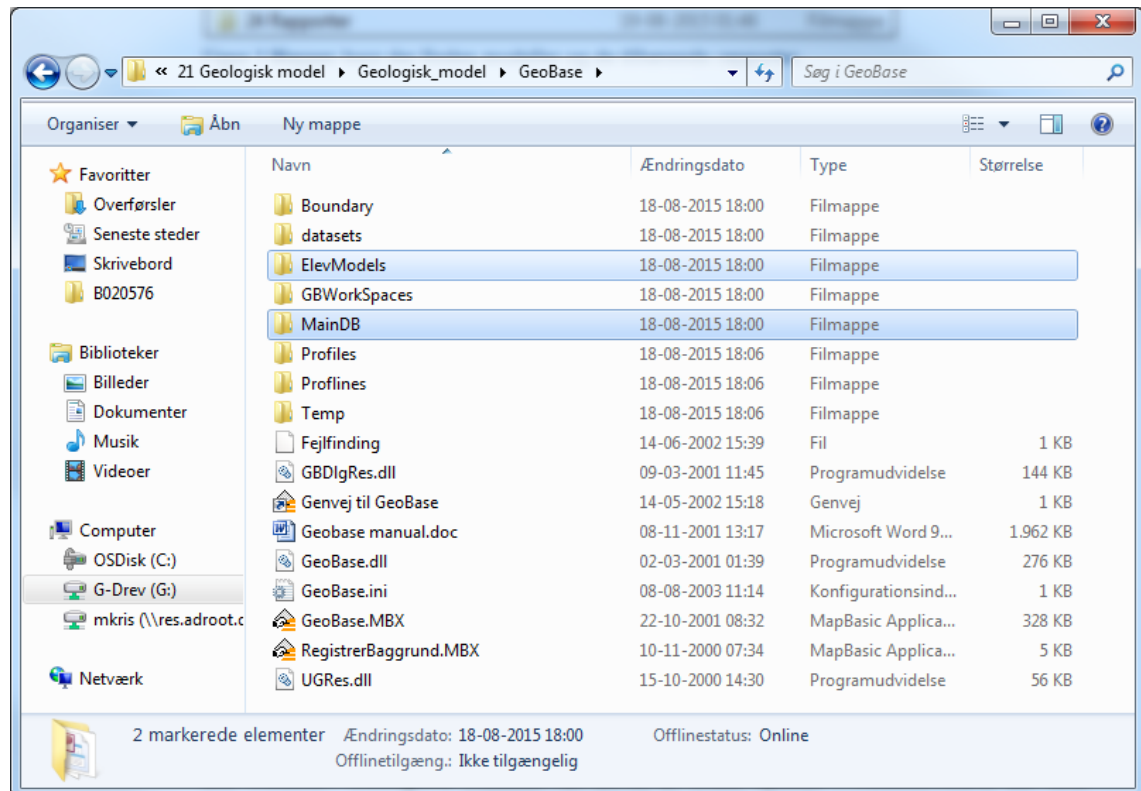 « 21 Geologisk model ▸ Geologisk_model ▸ GeoBase ▸ Søg i GeoBase
Organiser Åbn Ny mappe
Favoritter
Overførsler
Seneste steder
Skrivebord
B020576
Biblioteker
Billeder
Dokumenter
Musik
Videoer
Computer
OSDisk (C:)
G-Drev (G:)
mkris (\\res.adroot.c
Netværk
Navn Ændringsdato Type Størrelse
Boundary 18-08-2015 18:00 Filmappe
datasets 18-08-2015 18:00 Filmappe
ElevModels 18-08-2015 18:00 Filmappe
GBWorkSpaces 18-08-2015 18:00 Filmappe
MainDB 18-08-2015 18:00 Filmappe
Profiles 18-08-2015 18:06 Filmappe
Proflines 18-08-2015 18:06 Filmappe
Temp 18-08-2015 18:06 Filmappe
Fejlfinding 14-06-2002 15:39 Fil 1 KB
GBDlgRes.dll 09-03-2001 11:45 Programudvidelse 144 KB
Genvej til GeoBase 14-05-2002 15:18 Genvej 1 KB
Geobase manual.doc 08-11-2001 13:17 Microsoft Word 9... 1.962 KB
GeoBase.dll 02-03-2001 01:39 Programudvidelse 276 KB
GeoBase.ini 08-08-2003 11:14 Konfigurationsind... 1 KB
GeoBase.MBX 22-10-2001 08:32 MapBasic Applica... 328 KB
RegistrerBaggrund.MBX 10-11-2000 07:34 MapBasic Applica... 5 KB
UGRes.dll 15-10-2000 14:30 Programudvidelse 56 KB
2 markerede elementer Ændringsdato: 18-08-2015 18:00 Offlinestatus: Online
Offlinetilgæng.: Ikke tilgængelig